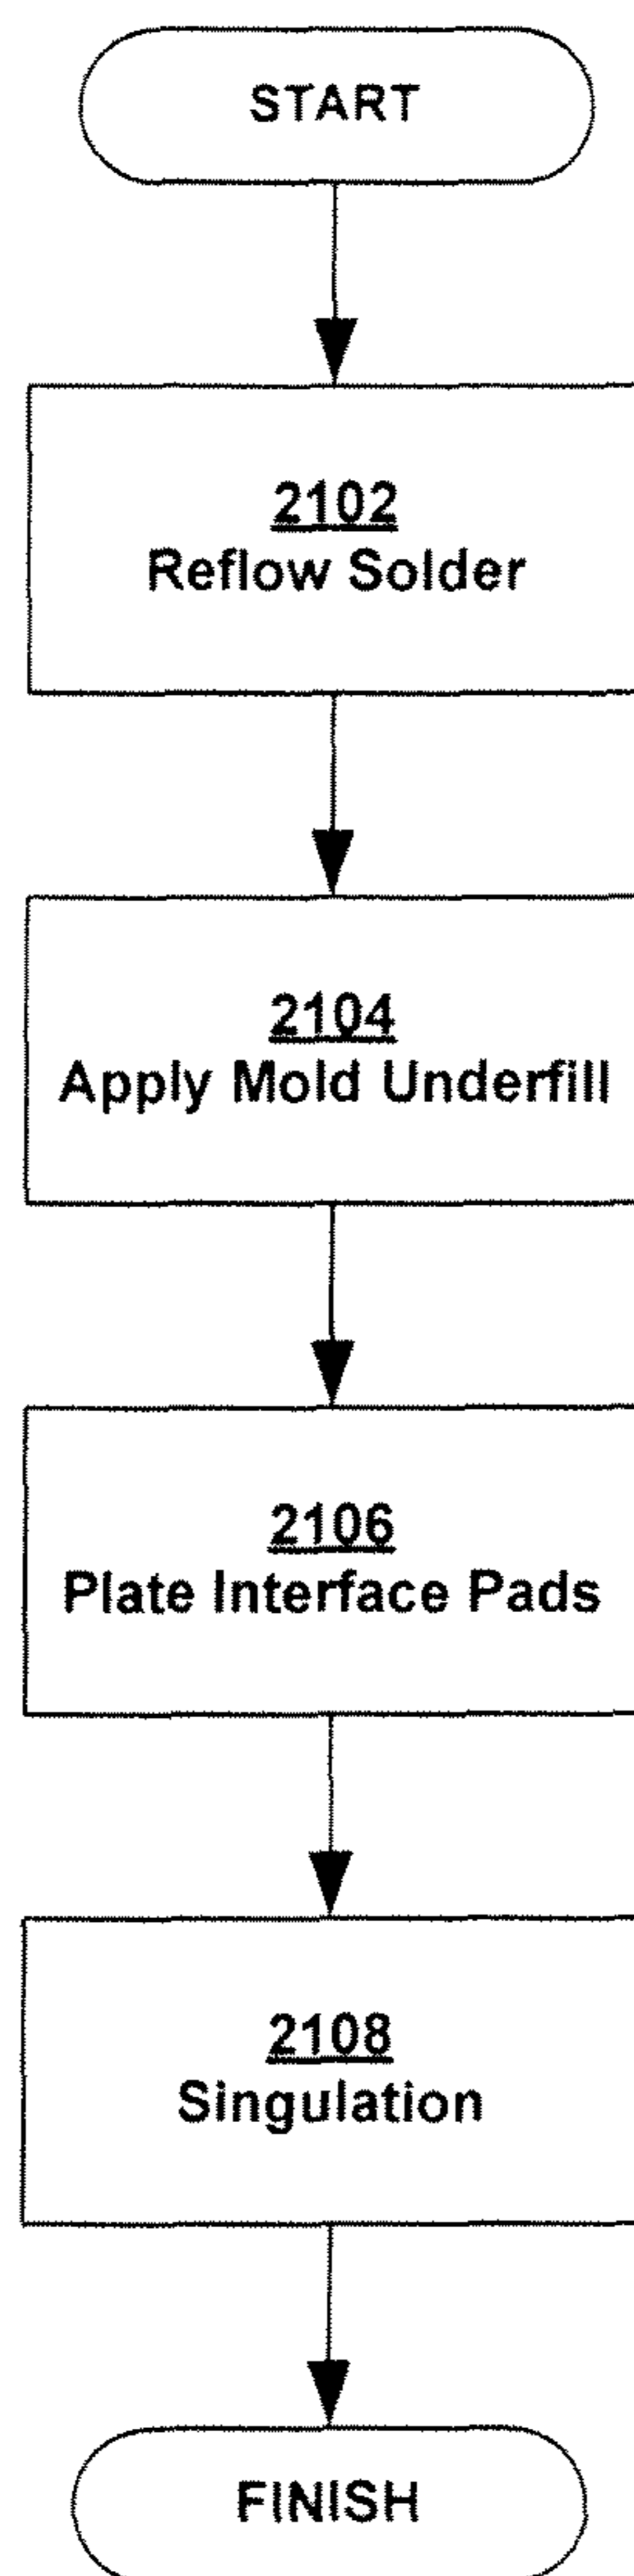 START
2102
Reflow Solder
2104
Apply Mold Underfill
2106
Plate Interface Pads
2108
Singulation
FINISH